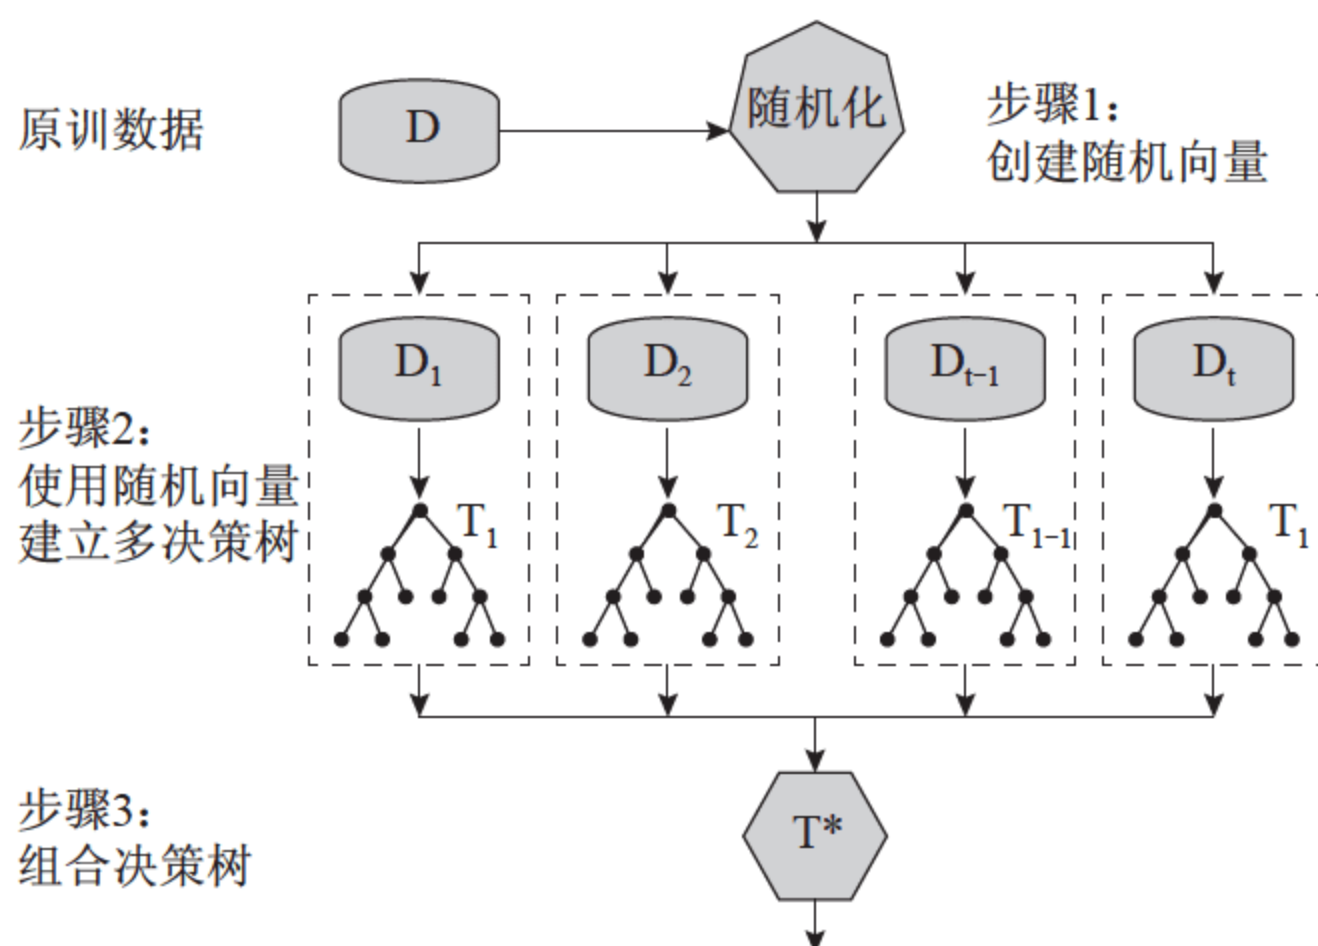 原训数据
D
随机化
步骤1:
创建随机向量
D₁
D₂
Dₜ₋₁
Dₜ
步骤2:
使用随机向量
建立多决策树
T₁
T₂
T₁₋₁
T₁
步骤3:
组合决策树
T*